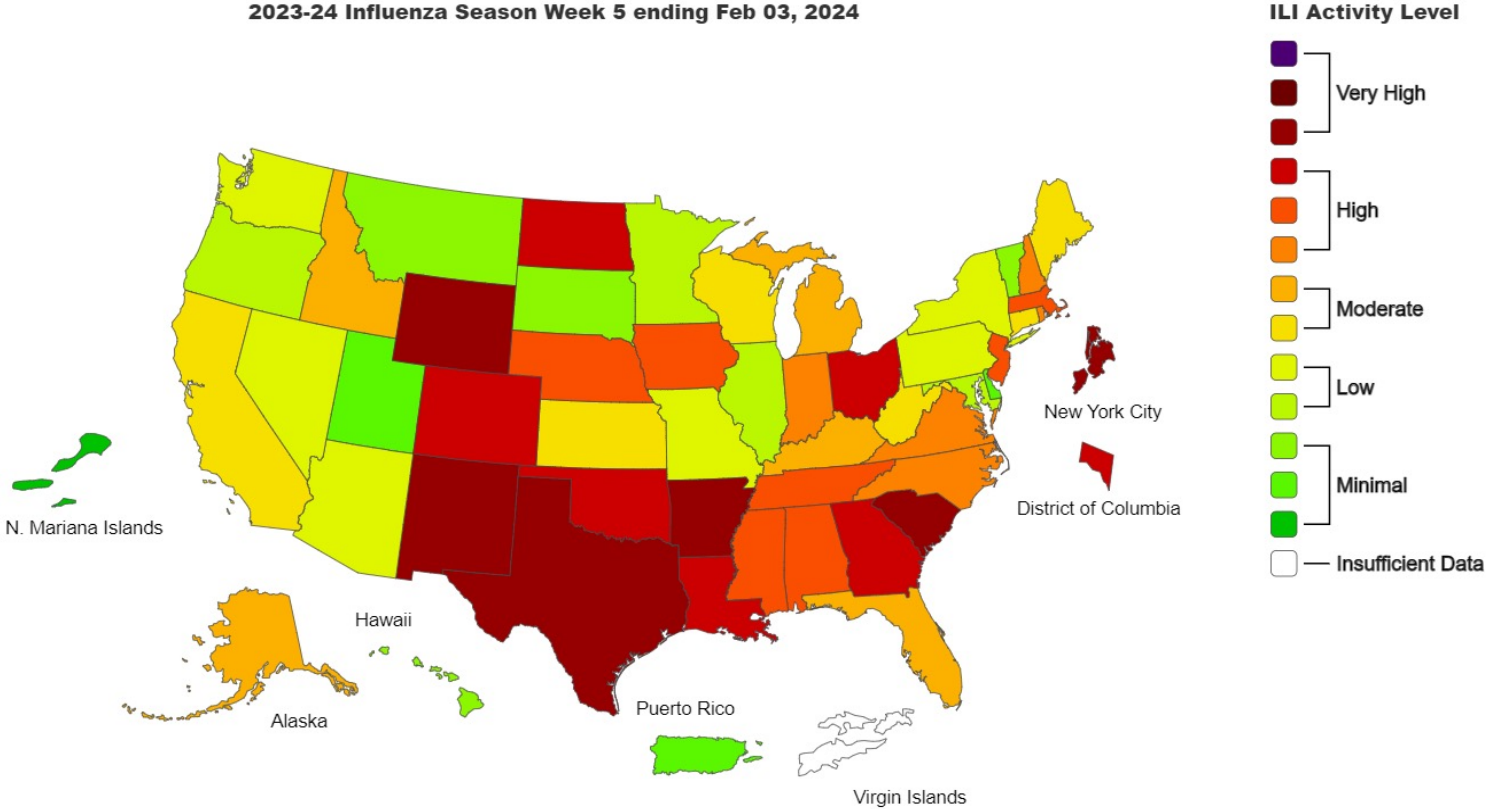 2023-24 Influenza Season Week 5 ending Feb 03, 2024
ILI Activity Level
Very High
High
Moderate
Low
Minimal
Insufficient Data
New York City
District of Columbia
N. Mariana Islands
Hawaii
Alaska
Puerto Rico
Virgin Islands